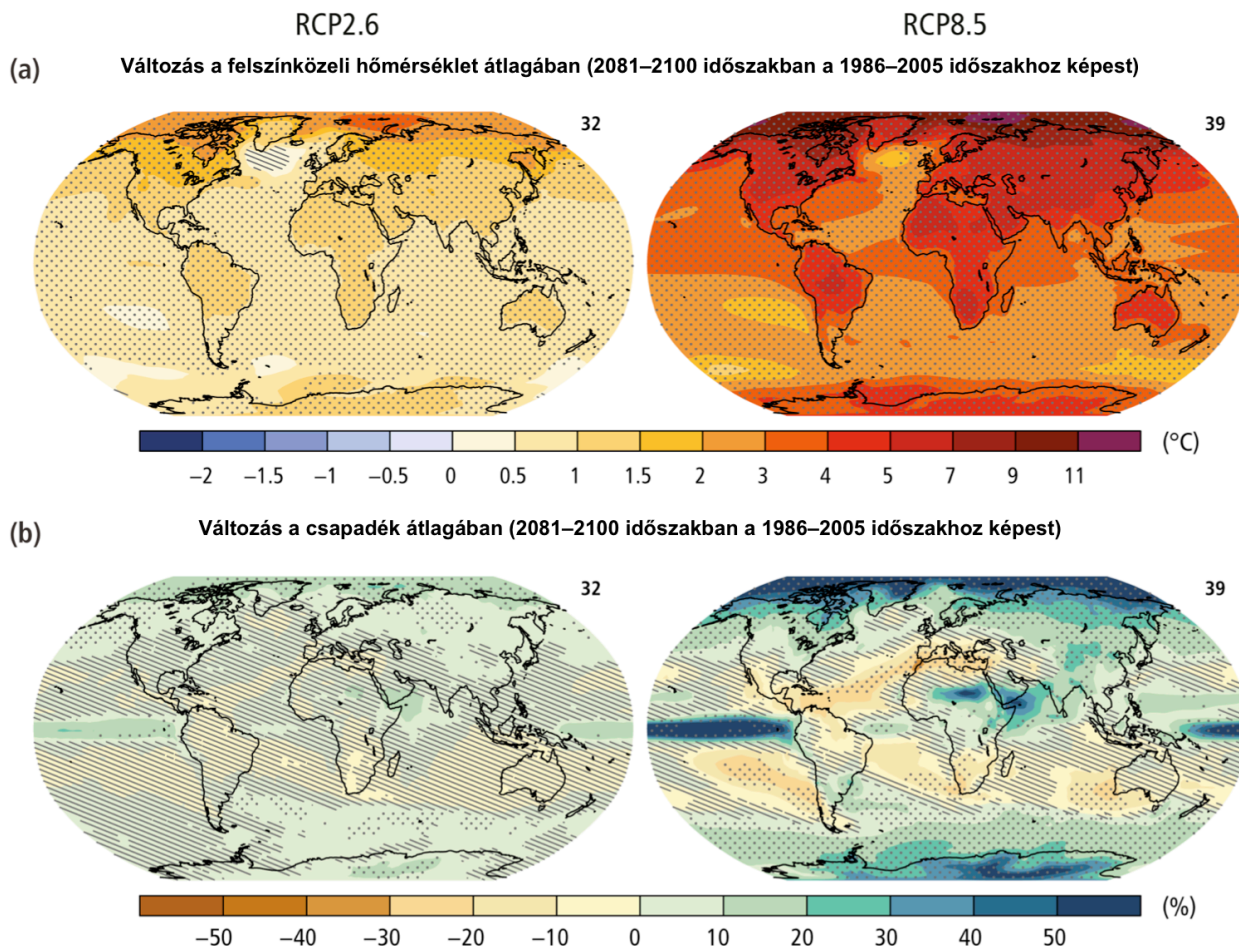 RCP2.6 RCP8.5
(a) Változás a felszínközeli hőmérséklet átlagában (2081–2100 időszakban a 1986–2005 időszakhoz képest)
32 39
−2 −1.5 −1 −0.5 0 0.5 1 1.5 2 3 4 5 7 9 11 (°C)
(b) Változás a csapadék átlagában (2081–2100 időszakban a 1986–2005 időszakhoz képest)
32 39
−50 −40 −30 −20 −10 0 10 20 30 40 50 (%)